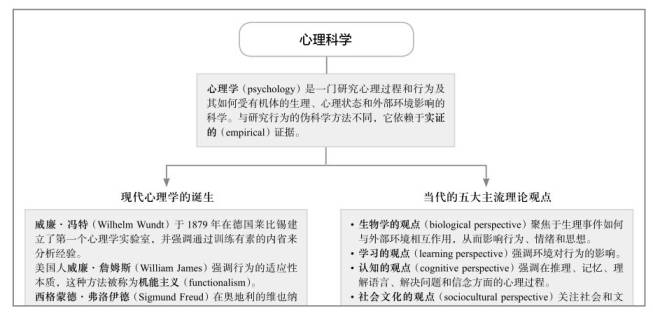 心理科学
心理学（psychology）是一门研究心理过程和行为及
其如何受有机体的生理、心理状态和外部环境影响的
科学。与研究行为的伪科学方法不同，它依赖于实证
的（empirical）证据。
现代心理学的诞生
威廉·冯特（Wilhelm Wundt）于 1879 年在德国莱比锡建
立了第一个心理学实验室，并强调通过训练有素的内省来
分析经验。
美国人威廉·詹姆斯（William James）强调行为的适应性
本质，这种方法被称为机能主义（functionalism）。
西格蒙德·弗洛伊德（Sigmund Freud）在奥地利的维也纳
当代的五大主流理论观点
• 生物学的观点（biological perspective）聚焦于生理事件如何
与外部环境相互作用，从而影响行为、情绪和思想。
• 学习的观点（learning perspective）强调环境对行为的影响。
• 认知的观点（cognitive perspective）强调在推理、记忆、理
解语言、解决问题和信念方面的心理过程。
• 社会文化的观点（sociocultural perspective）关注社会和文